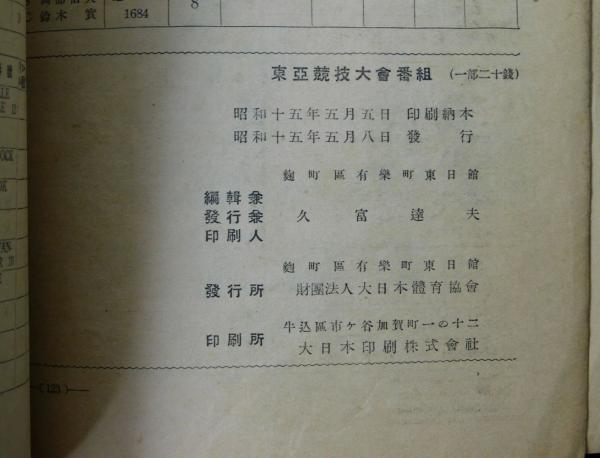 鈴木 實 1684
8
東亞競技大會番組 (一部二十錢)
昭和十五年五月五日 印刷納本
昭和十五年五月八日 發行
麴町區有樂町東日館
編輯兼
發行兼 久富達夫
印刷人
麴町區有樂町東日館
發行所 財團法人大日本體育協會
牛込區市ケ谷加賀町一の十二
印刷所 大日本印刷株式會社
—(123)—